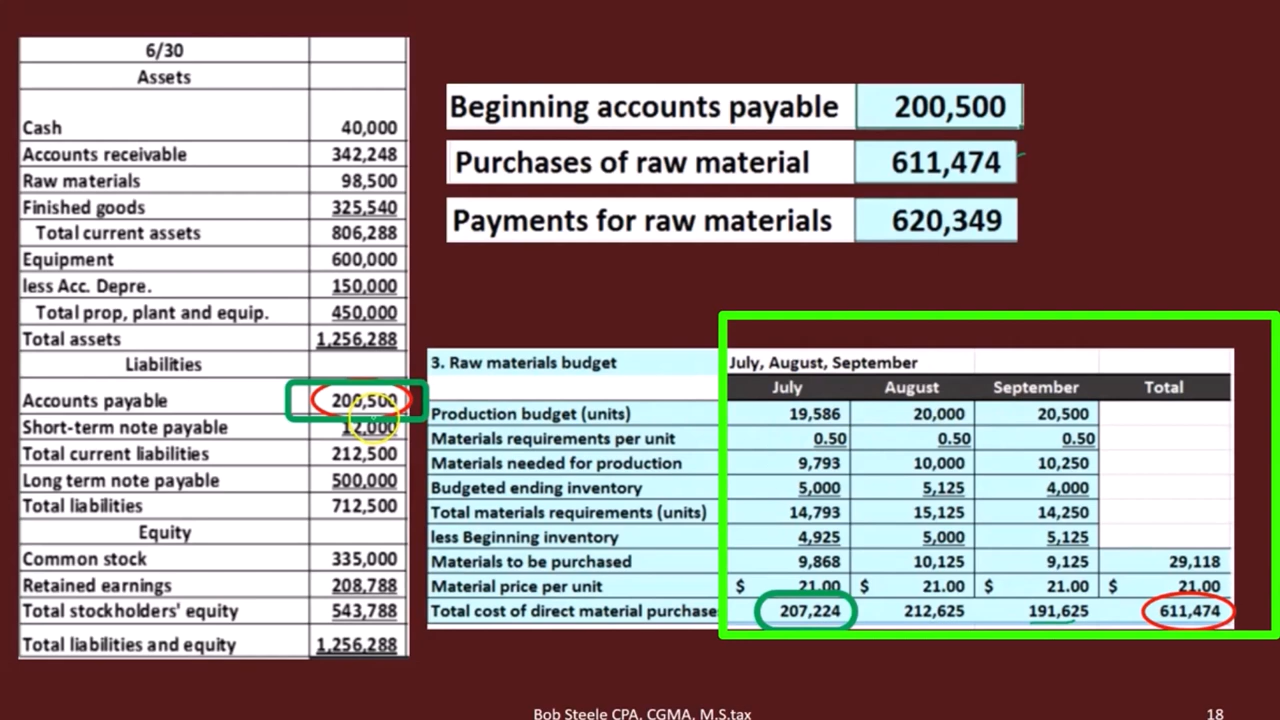 6/30
Assets
Cash 40,000
Accounts receivable 342,248
Raw materials 98,500
Finished goods 325,540
Total current assets 806,288
Equipment 600,000
less Acc. Depre. 150,000
Total prop, plant and equip. 450,000
Total assets 1,256,288
Liabilities
Accounts payable 200,500
Short-term note payable 12,000
Total current liabilities 212,500
Long term note payable 500,000
Total liabilities 712,500
Equity
Common stock 335,000
Retained earnings 208,788
Total stockholders' equity 543,788
Total liabilities and equity 1,256,288
Beginning accounts payable 200,500
Purchases of raw material 611,474
Payments for raw materials 620,349
3. Raw materials budget July, August, September
July August September Total
Production budget (units) 19,586 20,000 20,500
Materials requirements per unit 0.50 0.50 0.50
Materials needed for production 9,793 10,000 10,250
Budgeted ending inventory 5,000 5,125 4,000
Total materials requirements (units) 14,793 15,125 14,250
less Beginning inventory 4,925 5,000 5,125
Materials to be purchased 9,868 10,125 9,125 29,118
Material price per unit $ 21.00 $ 21.00 $ 21.00 $ 21.00
Total cost of direct material purchase 207,224 212,625 191,625 611,474
Bob Steele CPA, CGMA, M.S.tax 18